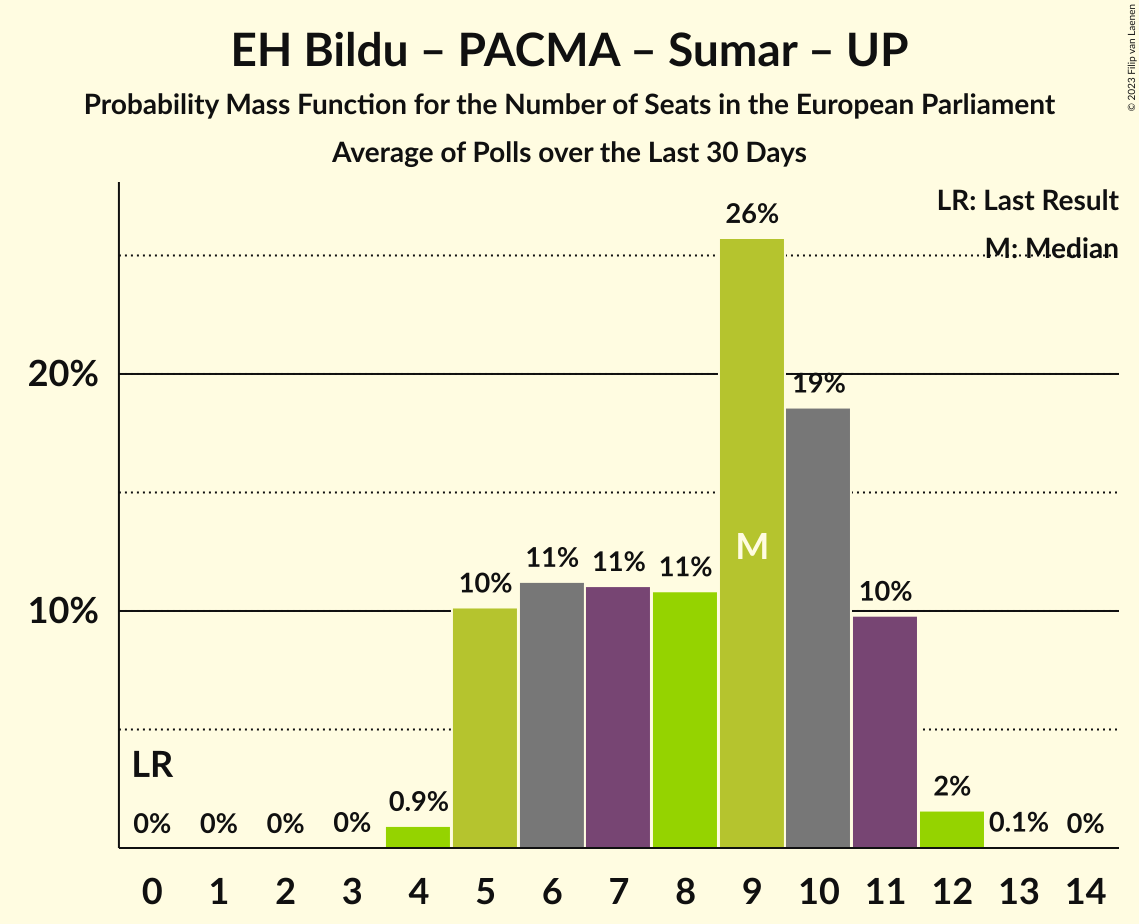 EH Bildu – PACMA – Sumar – UP
Probability Mass Function for the Number of Seats in the European Parliament
Average of Polls over the Last 30 Days
© 2023 Filip van Laenen
LR: Last Result
M: Median
26%
20%
19%
M
11%
11%
11%
10%
10%
10%
LR
0%
0%
0%
0%
0.9%
2%
0.1%
0%
0 1 2 3 4 5 6 7 8 9 10 11 12 13 14